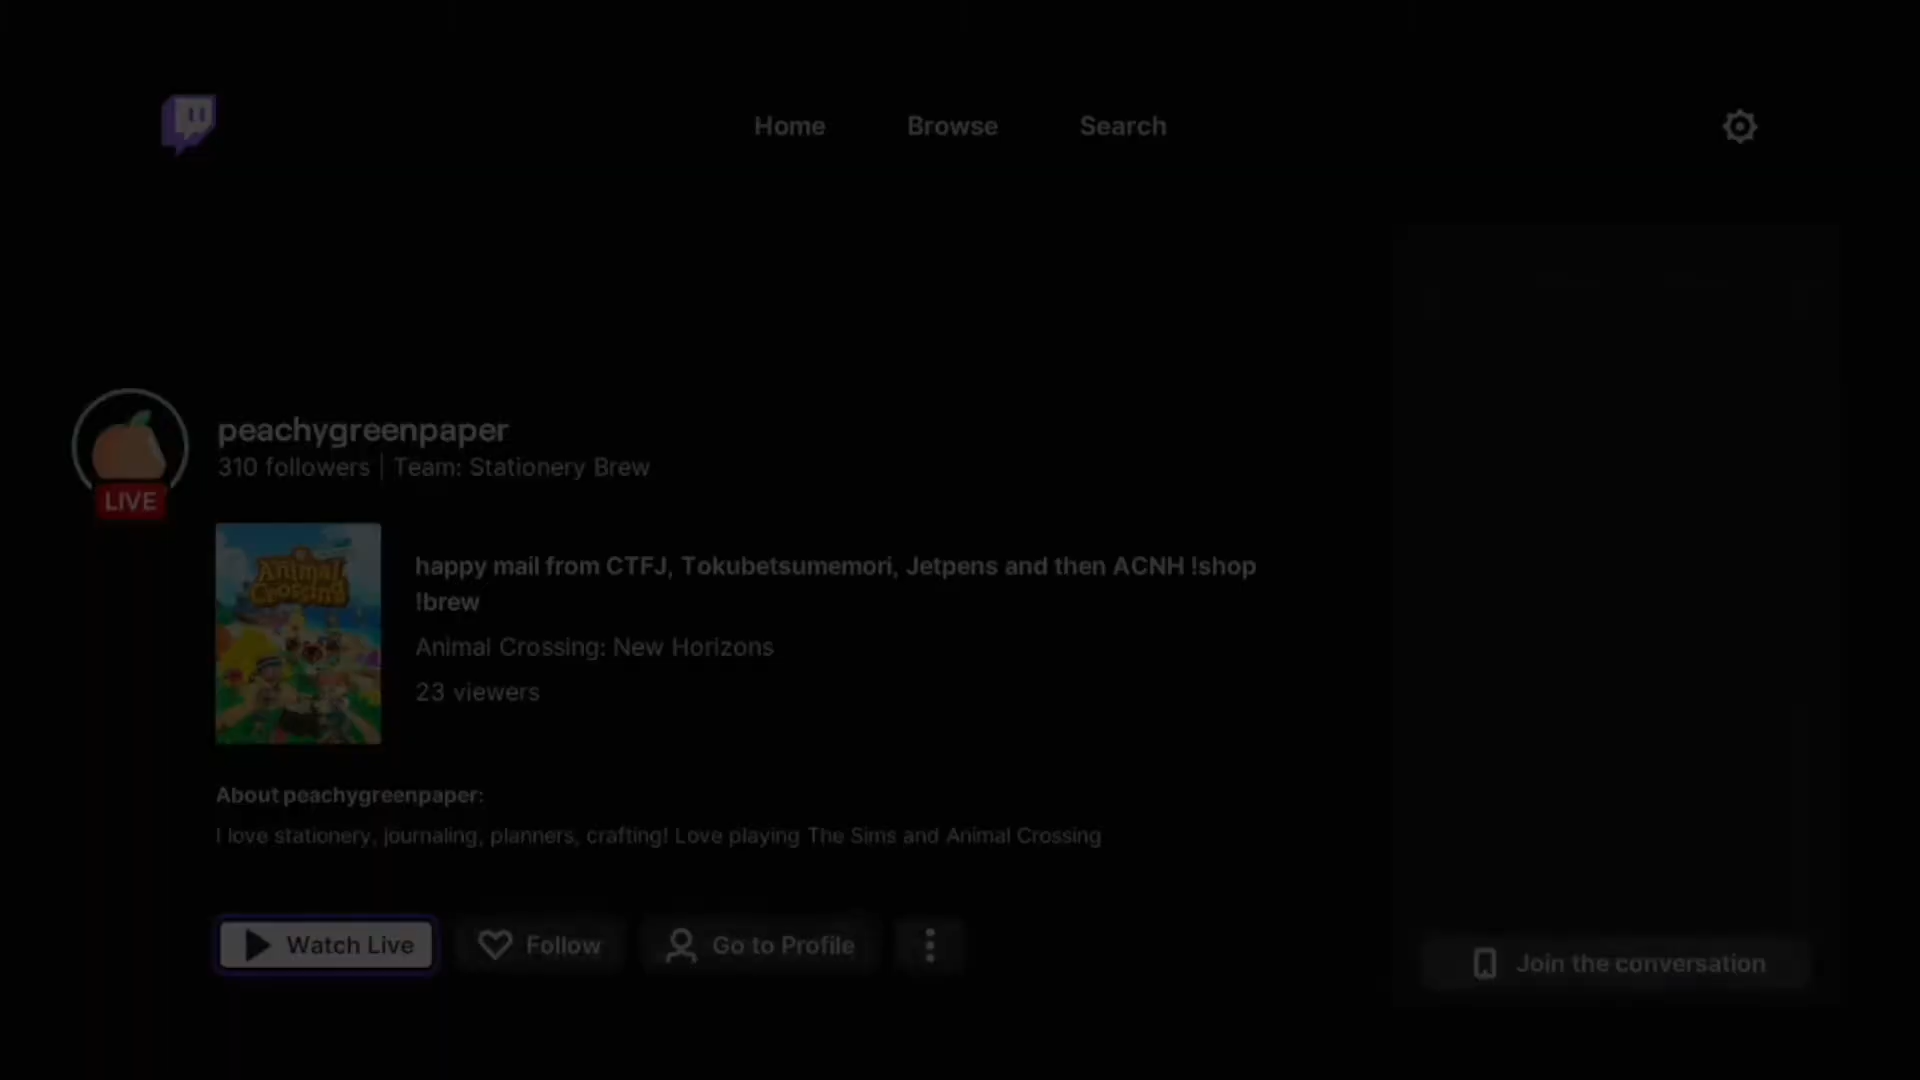 Home Browse Search
peachygreenpaper
310 followers | Team: Stationery Brew
LIVE
Animal
Crossing
happy mail from CTFJ, Tokubetsumemori, Jetpens and then ACNH !shop
!brew
Animal Crossing: New Horizons
23 viewers
About peachygreenpaper:
I love stationery, journaling, planners, crafting! Love playing The Sims and Animal Crossing
Watch Live Follow Go to Profile
Join the conversation